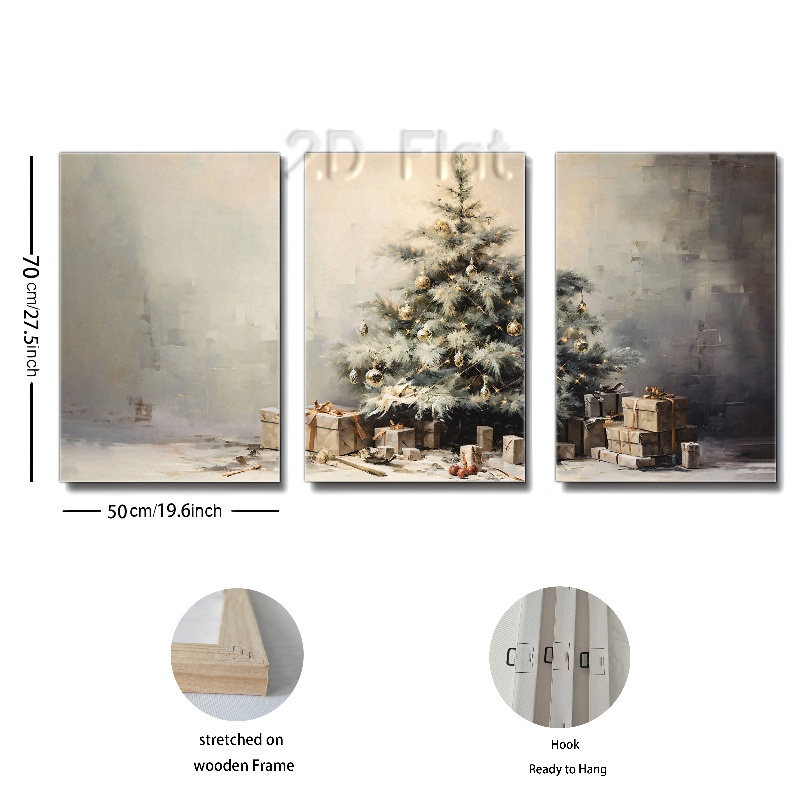 2D Flat
70 cm/27.5inch
50 cm/19.6inch
stretched on
wooden Frame
Hook
Ready to Hang